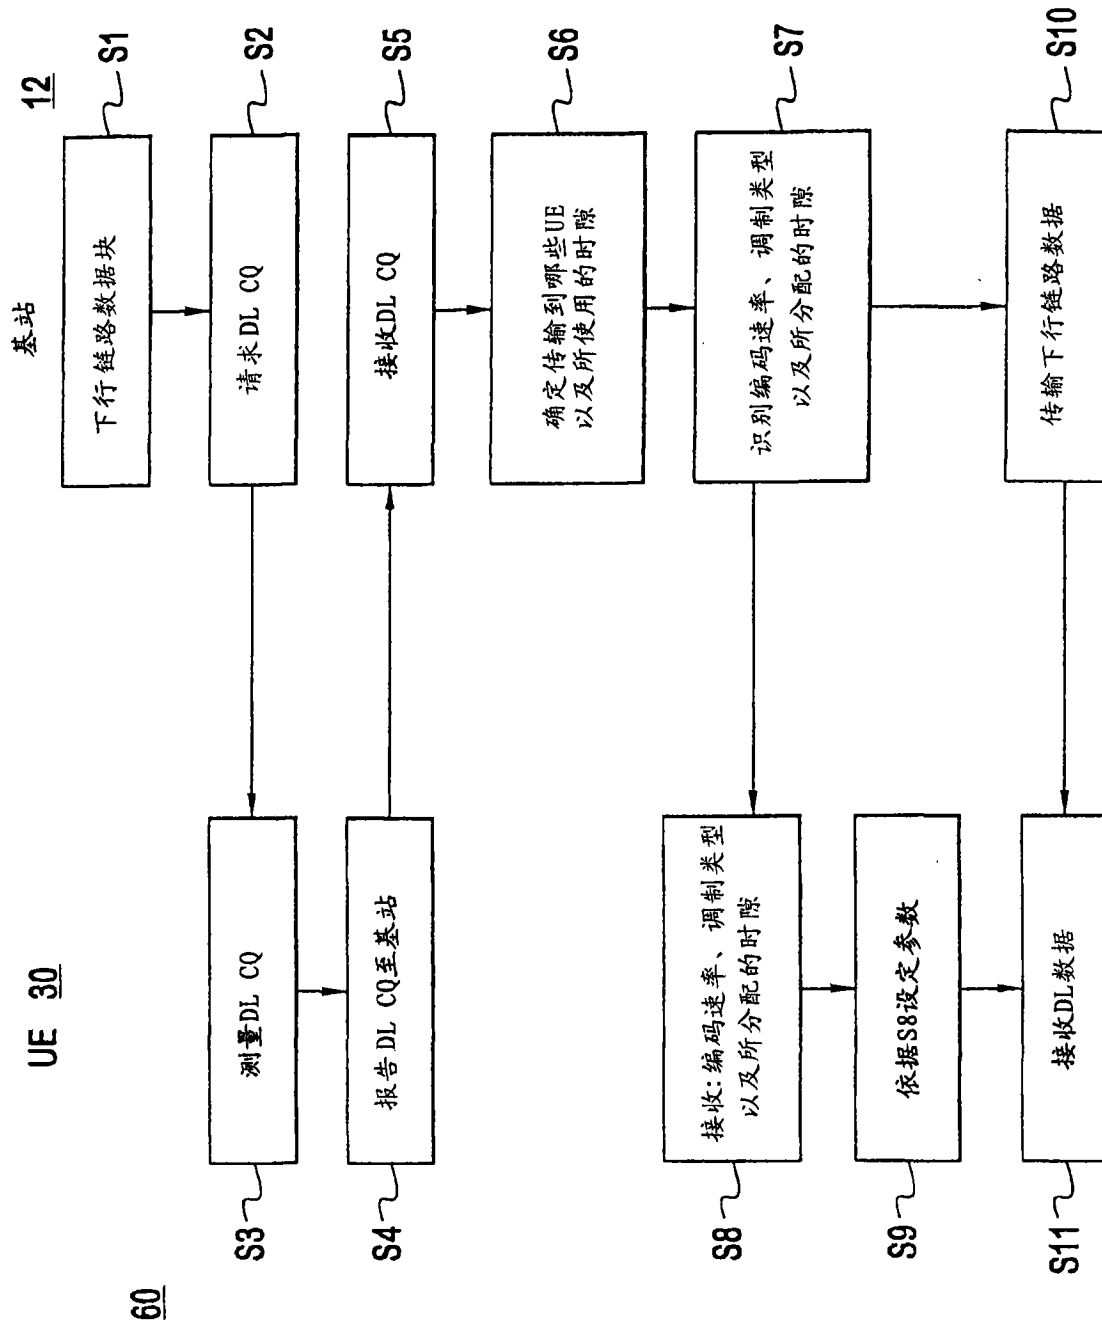 60
UE 30
基站
12
下行链路数据块
S1
请求DL CQ
S2
测量DL CQ
S3
报告DL CQ至基站
S4
接收DL CQ
S5
确定传输到哪些UE
以及所使用的时隙
S6
识别编码速率、调制类型
以及所分配的时隙
S7
接收:编码速率、调制类型
以及所分配的时隙
S8
依据S8设定参数
S9
传输下行链路数据
S10
接收DL数据
S11